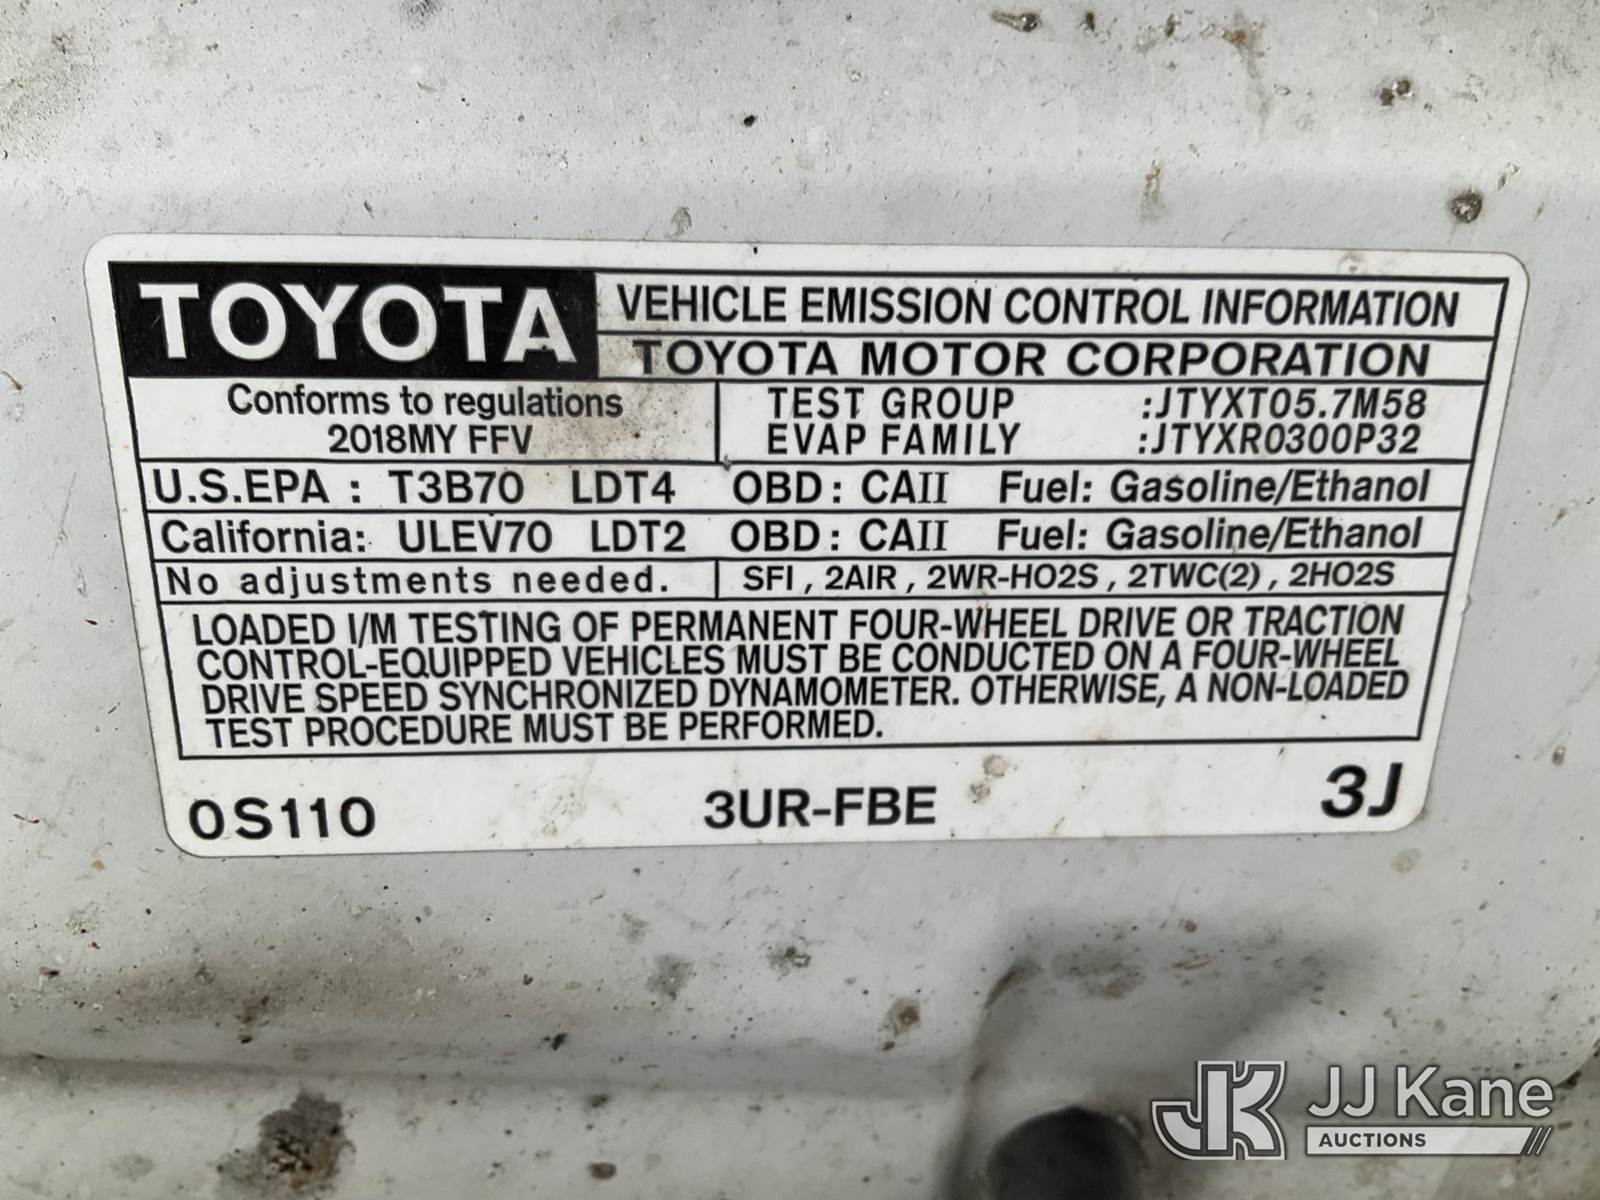 TOYOTA
VEHICLE EMISSION CONTROL INFORMATION
TOYOTA MOTOR CORPORATION
Conforms to regulations
2018MY FFV
TEST GROUP :JTYXT05.7M58
EVAP FAMILY :JTYXR0300P32
U.S.EPA : T3B70 LDT4 OBD : CAII Fuel: Gasoline/Ethanol
California: ULEV70 LDT2 OBD : CAII Fuel: Gasoline/Ethanol
No adjustments needed. SFI , 2AIR , 2WR-HO2S , 2TWC(2) , 2HO2S
LOADED I/M TESTING OF PERMANENT FOUR-WHEEL DRIVE OR TRACTION
CONTROL-EQUIPPED VEHICLES MUST BE CONDUCTED ON A FOUR-WHEEL
DRIVE SPEED SYNCHRONIZED DYNAMOMETER. OTHERWISE, A NON-LOADED
TEST PROCEDURE MUST BE PERFORMED.
0S110 3UR-FBE 3J
JK JJ Kane
AUCTIONS